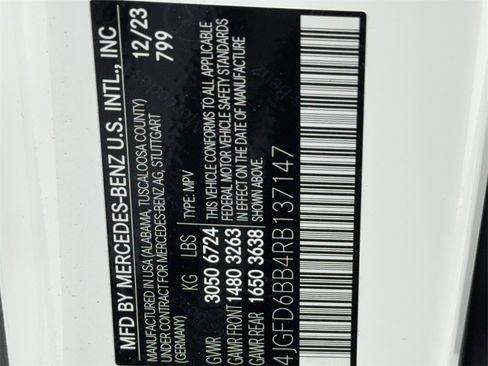 MFD BY MERCEDES-BENZ U.S. INTL., INC
MANUFACTURED IN USA (ALABAMA, TUSCALOOSA COUNTY) 12/23
UNDER CONTRACT FOR MERCEDES-BENZ AG, STUTTGART 799
(GERMANY)
KG LBS TYPE: MPV
GVWR 3050 6724 THIS VEHICLE CONFORMS TO ALL APPLICABLE
GAWR FRONT 1480 3263 FEDERAL MOTOR VEHICLE SAFETY STANDARDS
GAWR REAR 1650 3638 IN EFFECT ON THE DATE OF MANUFACTURE
4JGFD6BB4RB137147 SHOWN ABOVE.